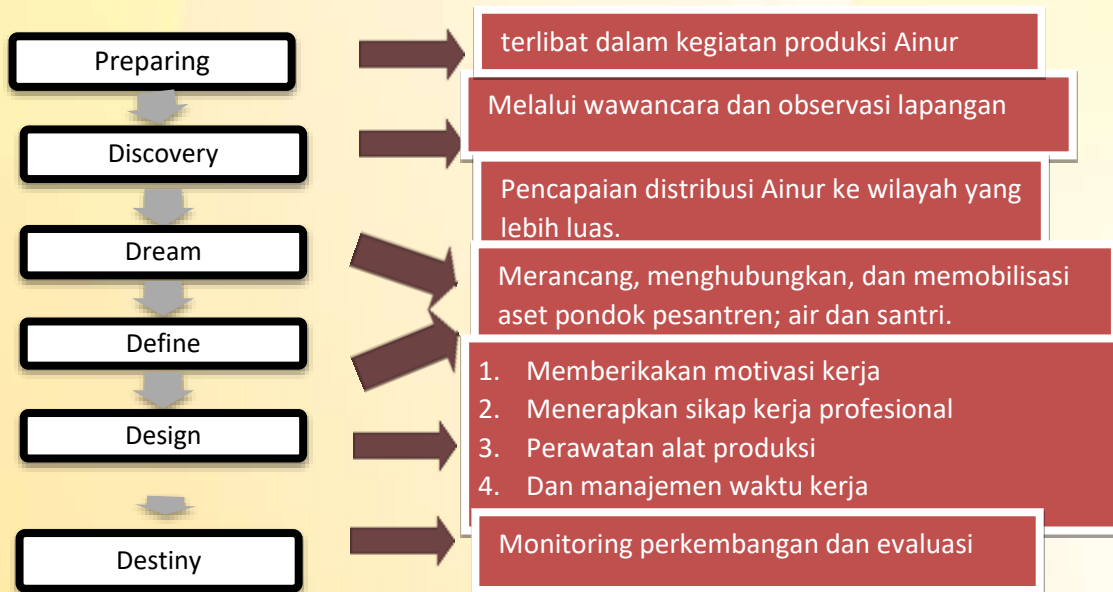 Preparing
terlibat dalam kegiatan produksi Ainur
Discovery
Melalui wawancara dan observasi lapangan
Dream
Pencapaian distribusi Ainur ke wilayah yang
lebih luas.
Define
Merancang, menghubungkan, dan memobilisasi
aset pondok pesantren; air dan santri.
Design
1. Memberikakan motivasi kerja
2. Menerapkan sikap kerja profesional
3. Perawatan alat produksi
4. Dan manajemen waktu kerja
Destiny
Monitoring perkembangan dan evaluasi